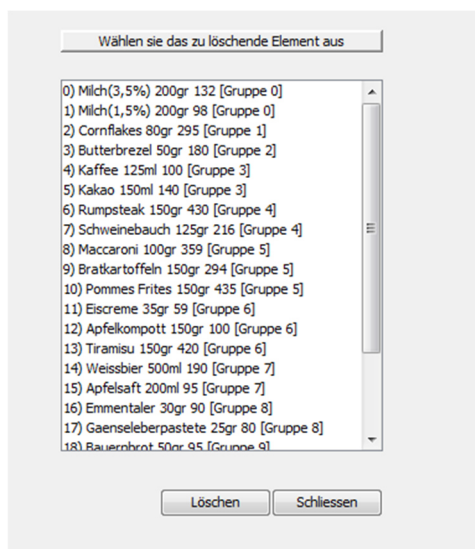 Wählen sie das zu löschende Element aus
0) Milch(3,5%) 200gr 132 [Gruppe 0]
1) Milch(1,5%) 200gr 98 [Gruppe 0]
2) Cornflakes 80gr 295 [Gruppe 1]
3) Butterbrezel 50gr 180 [Gruppe 2]
4) Kaffee 125ml 100 [Gruppe 3]
5) Kakao 150ml 140 [Gruppe 3]
6) Rumpsteak 150gr 430 [Gruppe 4]
7) Schweinebauch 125gr 216 [Gruppe 4]
8) Maccaroni 100gr 359 [Gruppe 5]
9) Bratkartoffeln 150gr 294 [Gruppe 5]
10) Pommes Frites 150gr 435 [Gruppe 5]
11) Eiscreme 35gr 59 [Gruppe 6]
12) Apfelkompott 150gr 100 [Gruppe 6]
13) Tiramisu 150gr 420 [Gruppe 6]
14) Weissbier 500ml 190 [Gruppe 7]
15) Apfelsaft 200ml 95 [Gruppe 7]
16) Emmentaler 30gr 90 [Gruppe 8]
17) Gaenseleberpastete 25gr 80 [Gruppe 8]
18) Bauernbrot 50gr 95 [Gruppe 9]
Löschen Schliessen